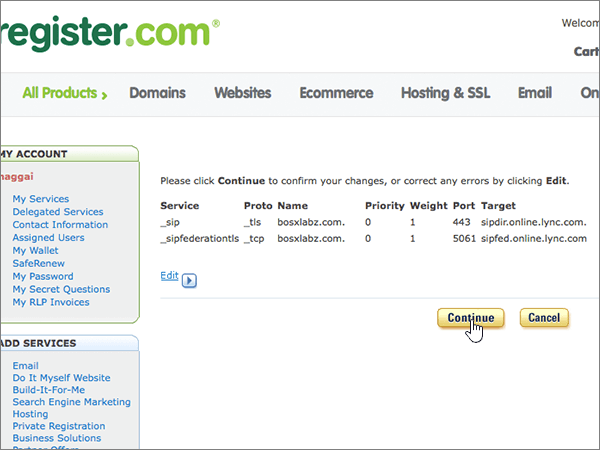 register.com®
Welcom
Cart
All Products › Domains Websites Ecommerce Hosting & SSL Email On
MY ACCOUNT
haggai
My Services
Delegated Services
Contact Information
Assigned Users
My Wallet
SafeRenew
My Password
My Secret Questions
My RLP Invoices
Please click Continue to confirm your changes, or correct any errors by clicking Edit.
Service Proto Name Priority Weight Port Target
_sip _tls bosxlabz.com. 0 1 443 sipdir.online.lync.com.
_sipfederationtls _tcp bosxlabz.com. 0 1 5061 sipfed.online.lync.com
Edit
Continue Cancel
ADD SERVICES
Email
Do It Myself Website
Build-It-For-Me
Search Engine Marketing
Hosting
Private Registration
Business Solutions
Partner Offers